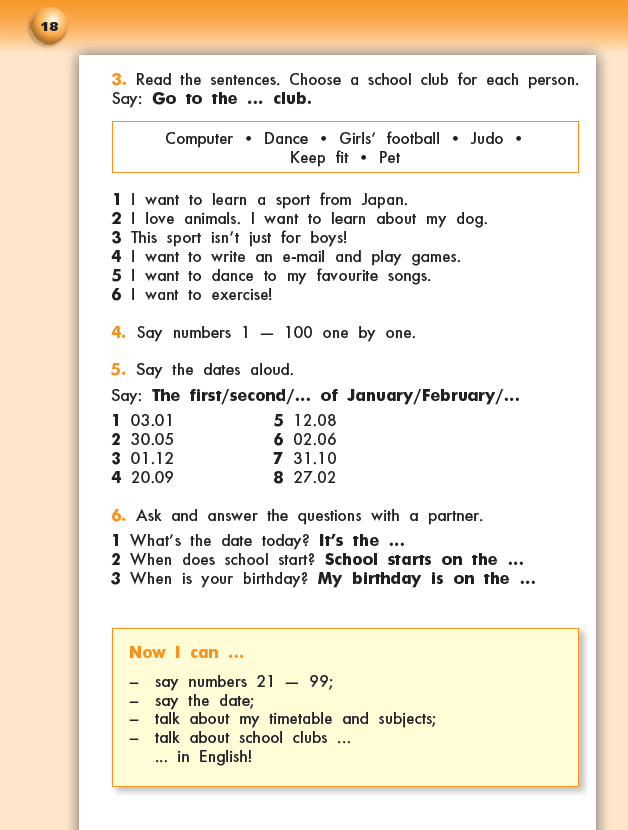 18
3. Read the sentences. Choose a school club for each person.
Say: Go to the ... club.
Computer • Dance • Girls’ football • Judo •
Keep fit • Pet
1 I want to learn a sport from Japan.
2 I love animals. I want to learn about my dog.
3 This sport isn’t just for boys!
4 I want to write an e-mail and play games.
5 I want to dance to my favourite songs.
6 I want to exercise!
4. Say numbers 1 — 100 one by one.
5. Say the dates aloud.
Say: The first/second/... of January/February/...
1 03.01 5 12.08
2 30.05 6 02.06
3 01.12 7 31.10
4 20.09 8 27.02
6. Ask and answer the questions with a partner.
1 What’s the date today? It’s the ...
2 When does school start? School starts on the ...
3 When is your birthday? My birthday is on the ...
Now I can ...
– say numbers 21 — 99;
– say the date;
– talk about my timetable and subjects;
– talk about school clubs ...
... in English!